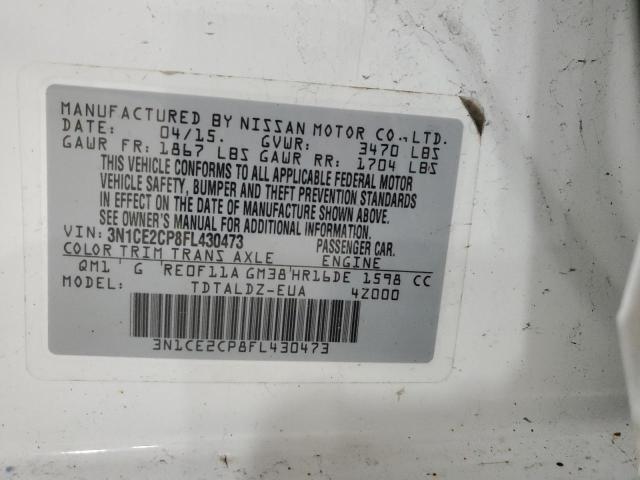 MANUFACTURED BY NISSAN MOTOR CO., LTD.
DATE: 04/15. GVWR: 3470 LBS
GAWR FR: 1867 LBS GAWR RR: 1704 LBS
THIS VEHICLE CONFORMS TO ALL APPLICABLE FEDERAL MOTOR
VEHICLE SAFETY, BUMPER AND THEFT PREVENTION STANDARDS
IN EFFECT ON THE DATE OF MANUFACTURE SHOWN ABOVE.
SEE OWNER'S MANUAL FOR ADDITIONAL INFORMATION.
VIN: 3N1CE2CP8FL430473 PASSENGER CAR.
COLOR TRIM TRANS AXLE ENGINE
QM1 G RE0F11A GM38 HR16DE 1598 CC
MODEL: TDTALDZ-EUA 4Z000
3N1CE2CP8FL430473